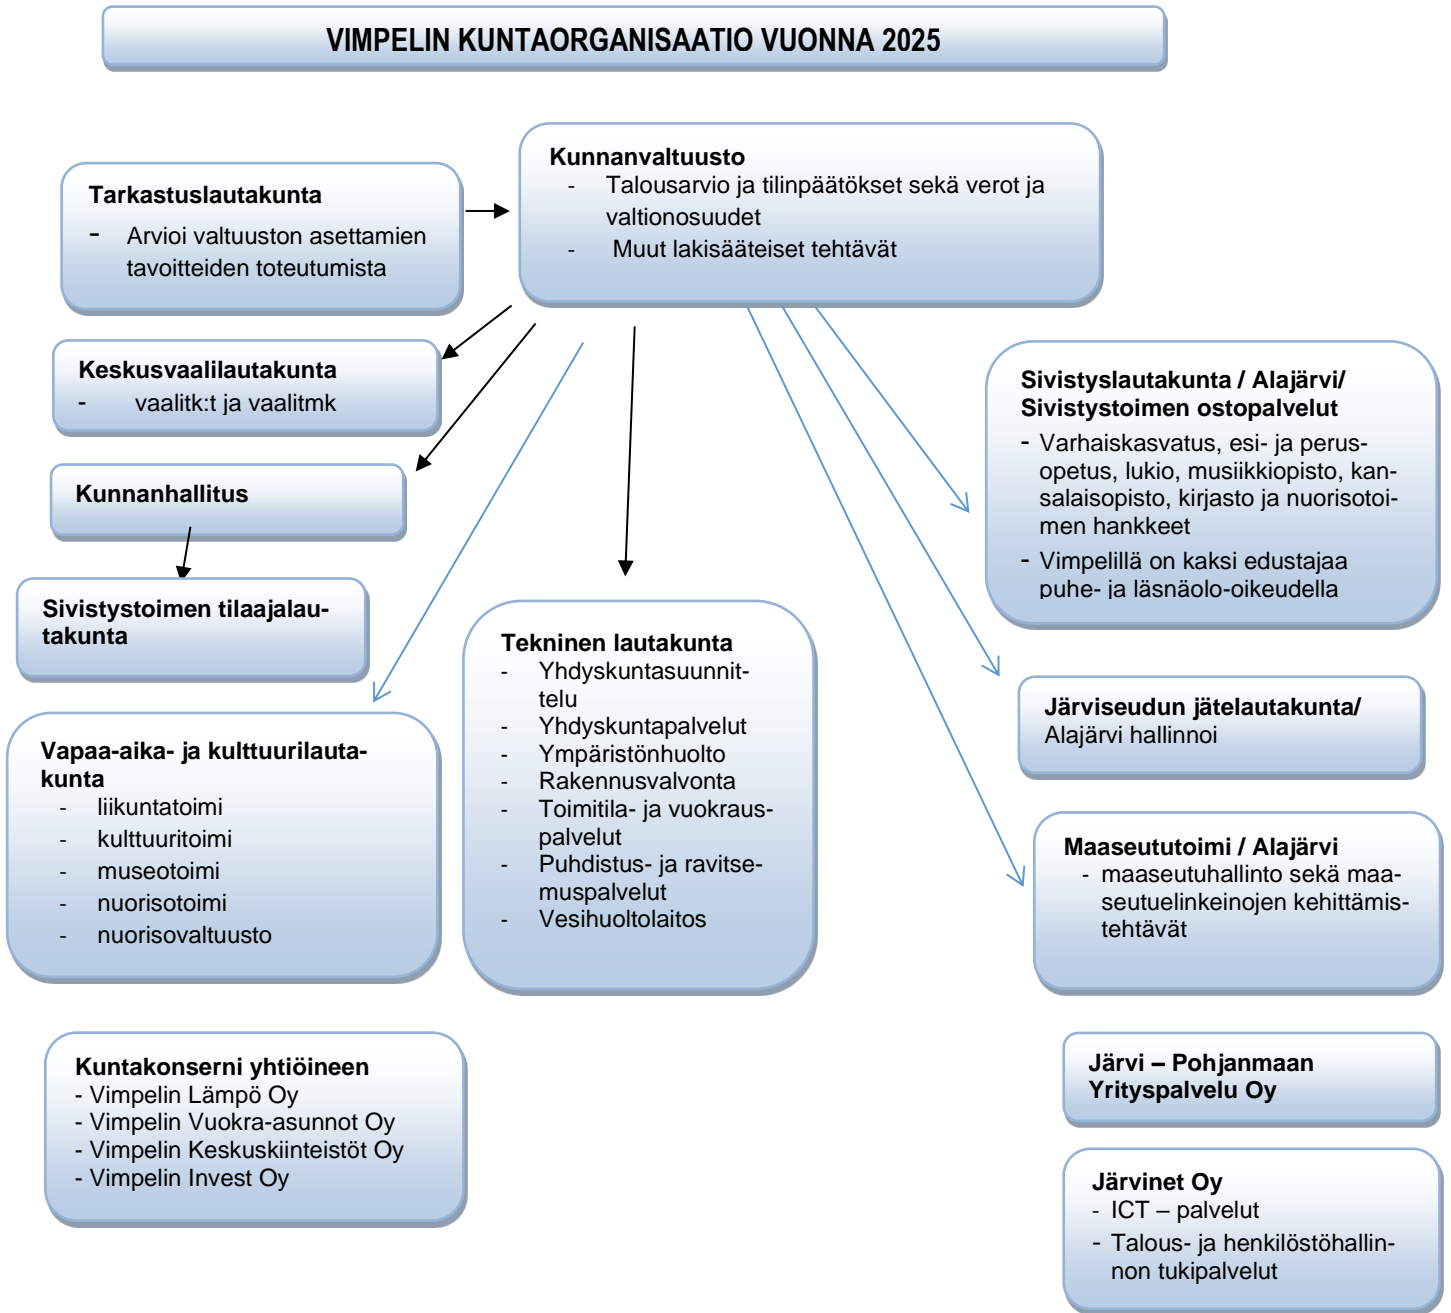 VIMPELIN KUNTAORGANISAATIO VUONNA 2025
Tarkastuslautakunta
- Arvioi valtuuston asettamien
tavoitteiden toteutumista
Kunnanvaltuusto
- Talousarvio ja tilinpäätökset sekä verot ja
valtionosuudet
- Muut lakisääteiset tehtävät
Keskusvaalilautakunta
- vaalitk:t ja vaalitmk
Kunnanhallitus
Sivistystoimen tilaajalau-
takunta
Vapaa-aika- ja kulttuurilauta-
kunta
- liikuntatoimi
- kulttuuritoimi
- museotoimi
- nuorisotoimi
- nuorisovaltuusto
Tekninen lautakunta
- Yhdyskuntasuunnit-
telu
- Yhdyskuntapalvelut
- Ympäristönhuolto
- Rakennusvalvonta
- Toimitila- ja vuokraus-
palvelut
- Puhdistus- ja ravitse-
muspalvelut
- Vesihuoltolaitos
Sivistyslautakunta / Alajärvi/
Sivistystoimen ostopalvelut
- Varhaiskasvatus, esi- ja perus-
opetus, lukio, musiikkiopisto, kan-
salaisopisto, kirjasto ja nuorisotoi-
men hankkeet
- Vimpelillä on kaksi edustajaa
puhe- ja läsnäolo-oikeudella
Järviseudun jätelautakunta/
Alajärvi hallinnoi
Maaseututoimi / Alajärvi
- maaseutuhallinto sekä maa-
seutuelinkeinojen kehittämis-
tehtävät
Kuntakonserni yhtiöineen
- Vimpelin Lämpö Oy
- Vimpelin Vuokra-asunnot Oy
- Vimpelin Keskuskiinteistöt Oy
- Vimpelin Invest Oy
Järvi – Pohjanmaan
Yrityspalvelu Oy
Järvinet Oy
- ICT – palvelut
- Talous- ja henkilöstöhallin-
non tukipalvelut